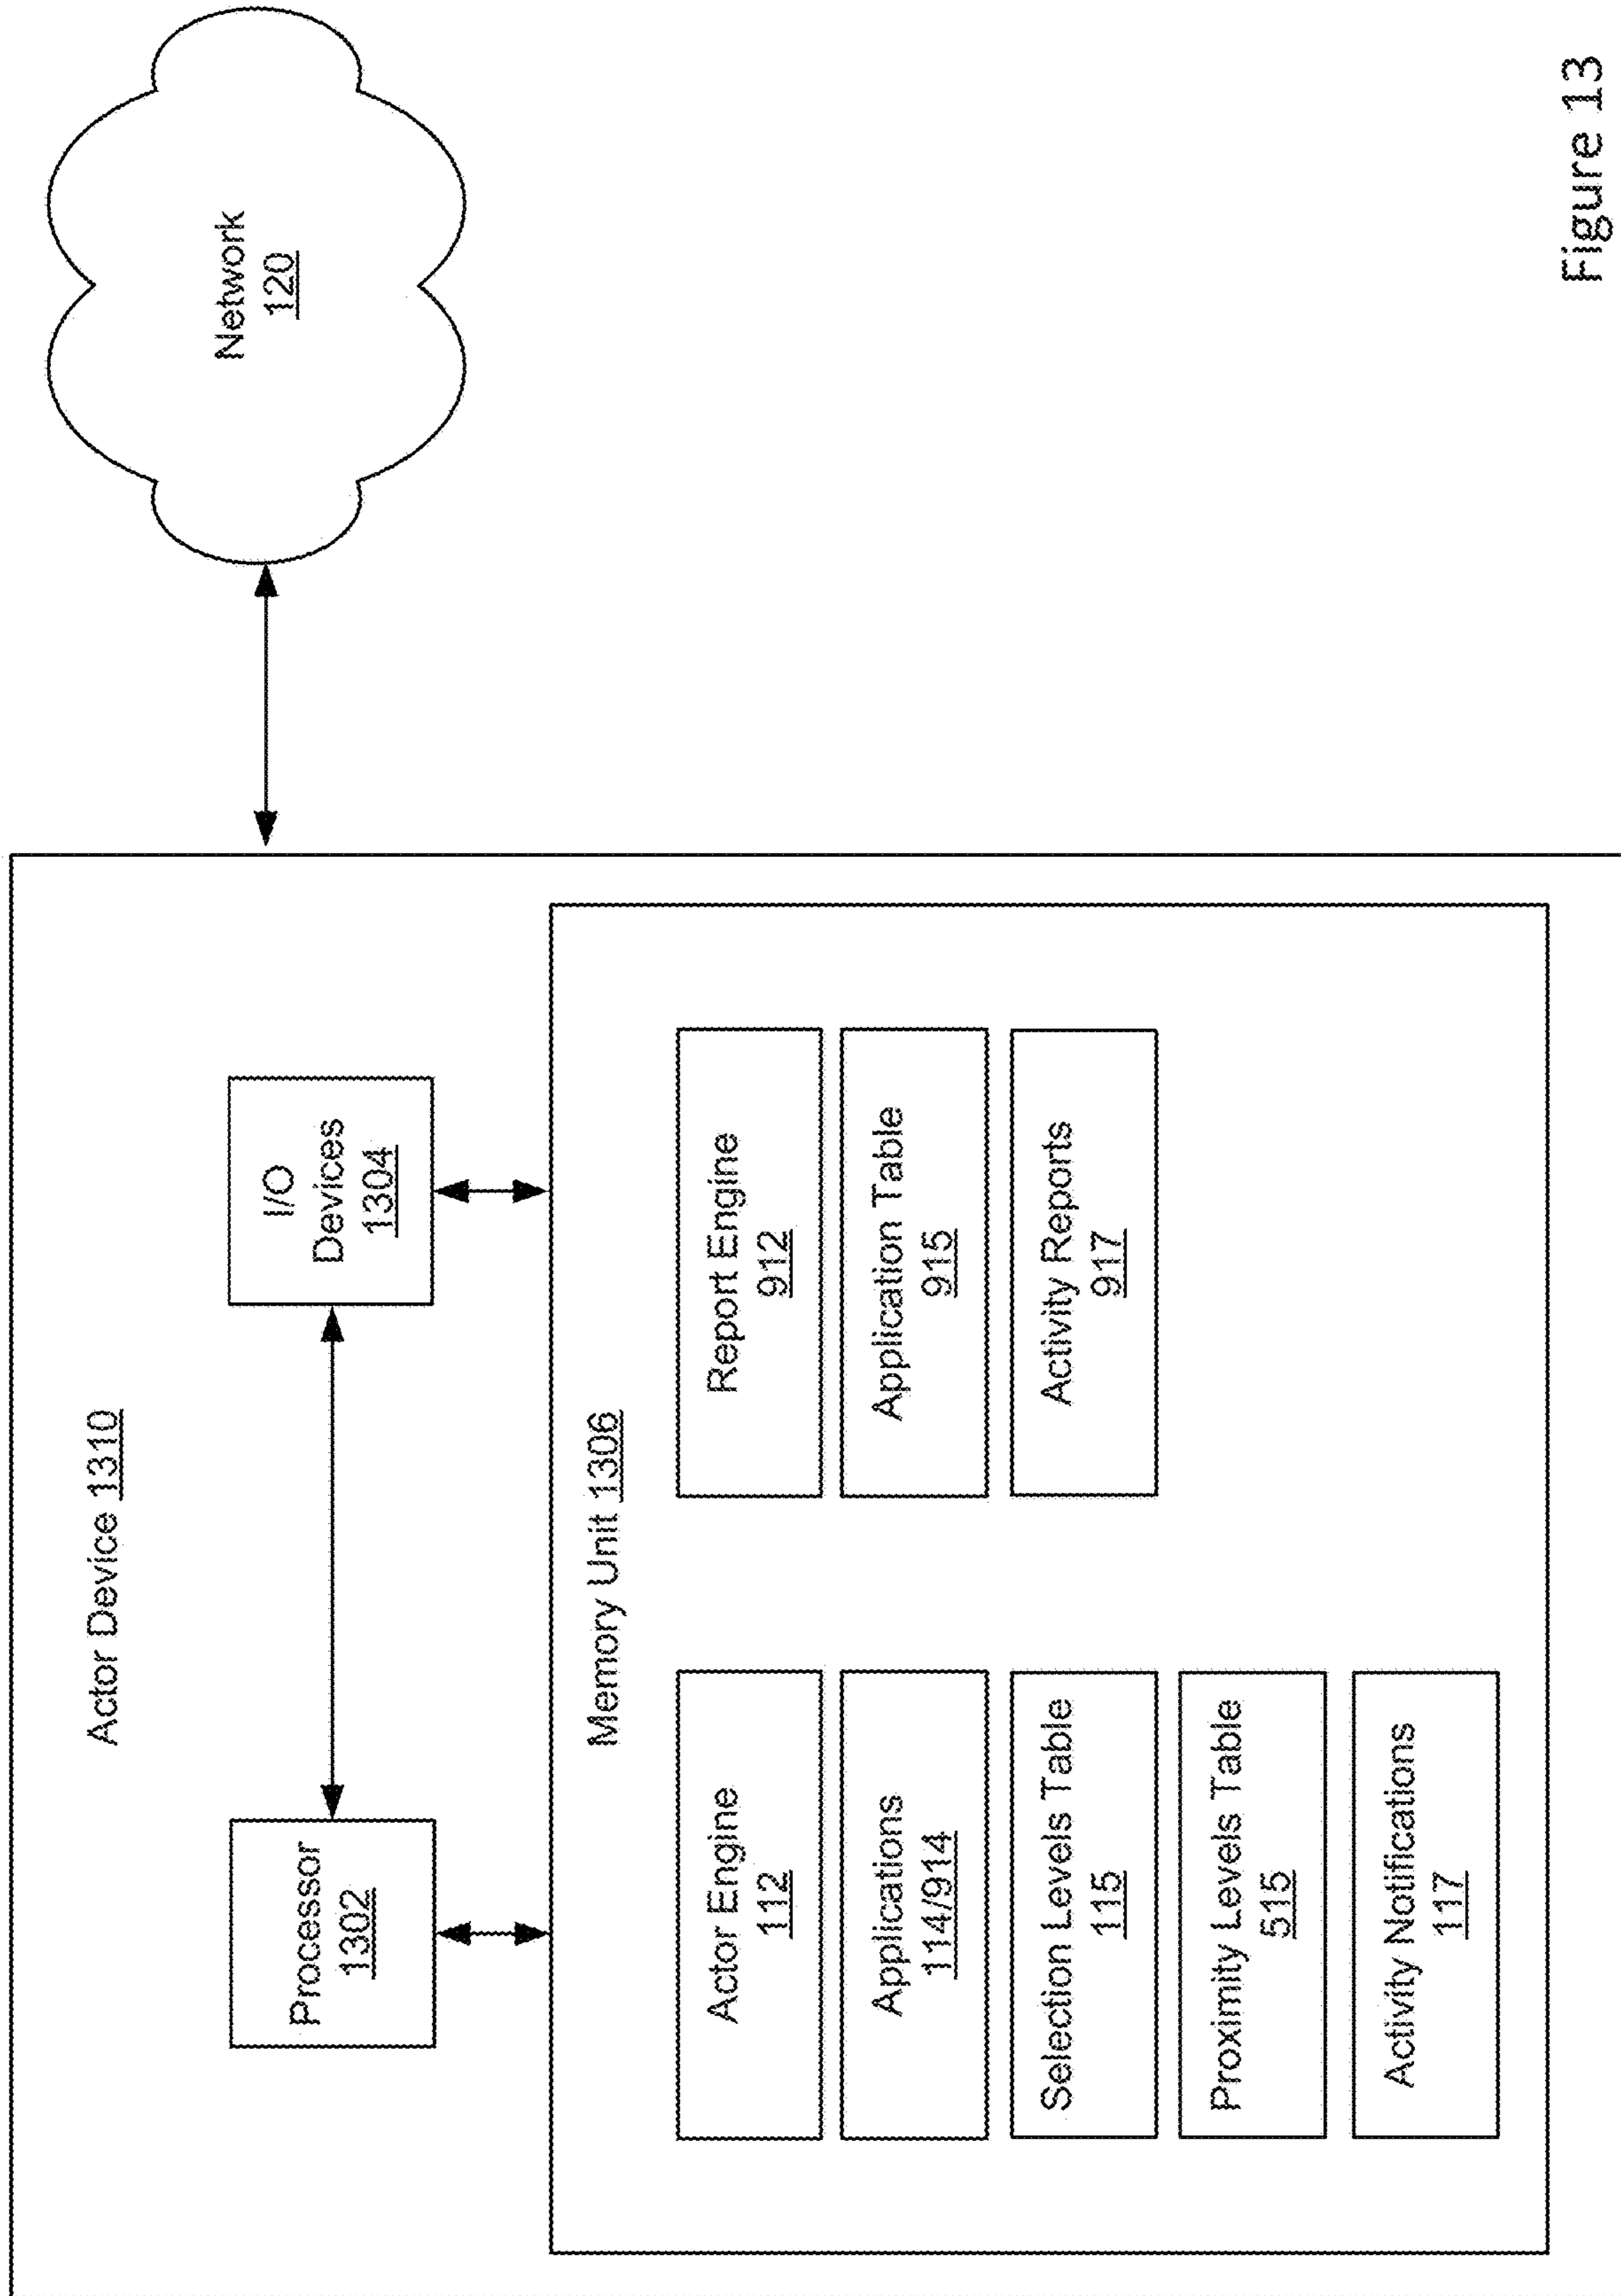 Actor Device 1310
Processor
1302
I/O
Devices
1304
Memory Unit 1306
Actor Engine
112
Applications
114/914
Selection Levels Table
115
Proximity Levels Table
515
Activity Notifications
117
Report Engine
912
Application Table
915
Activity Reports
917
Network
120
Figure 13